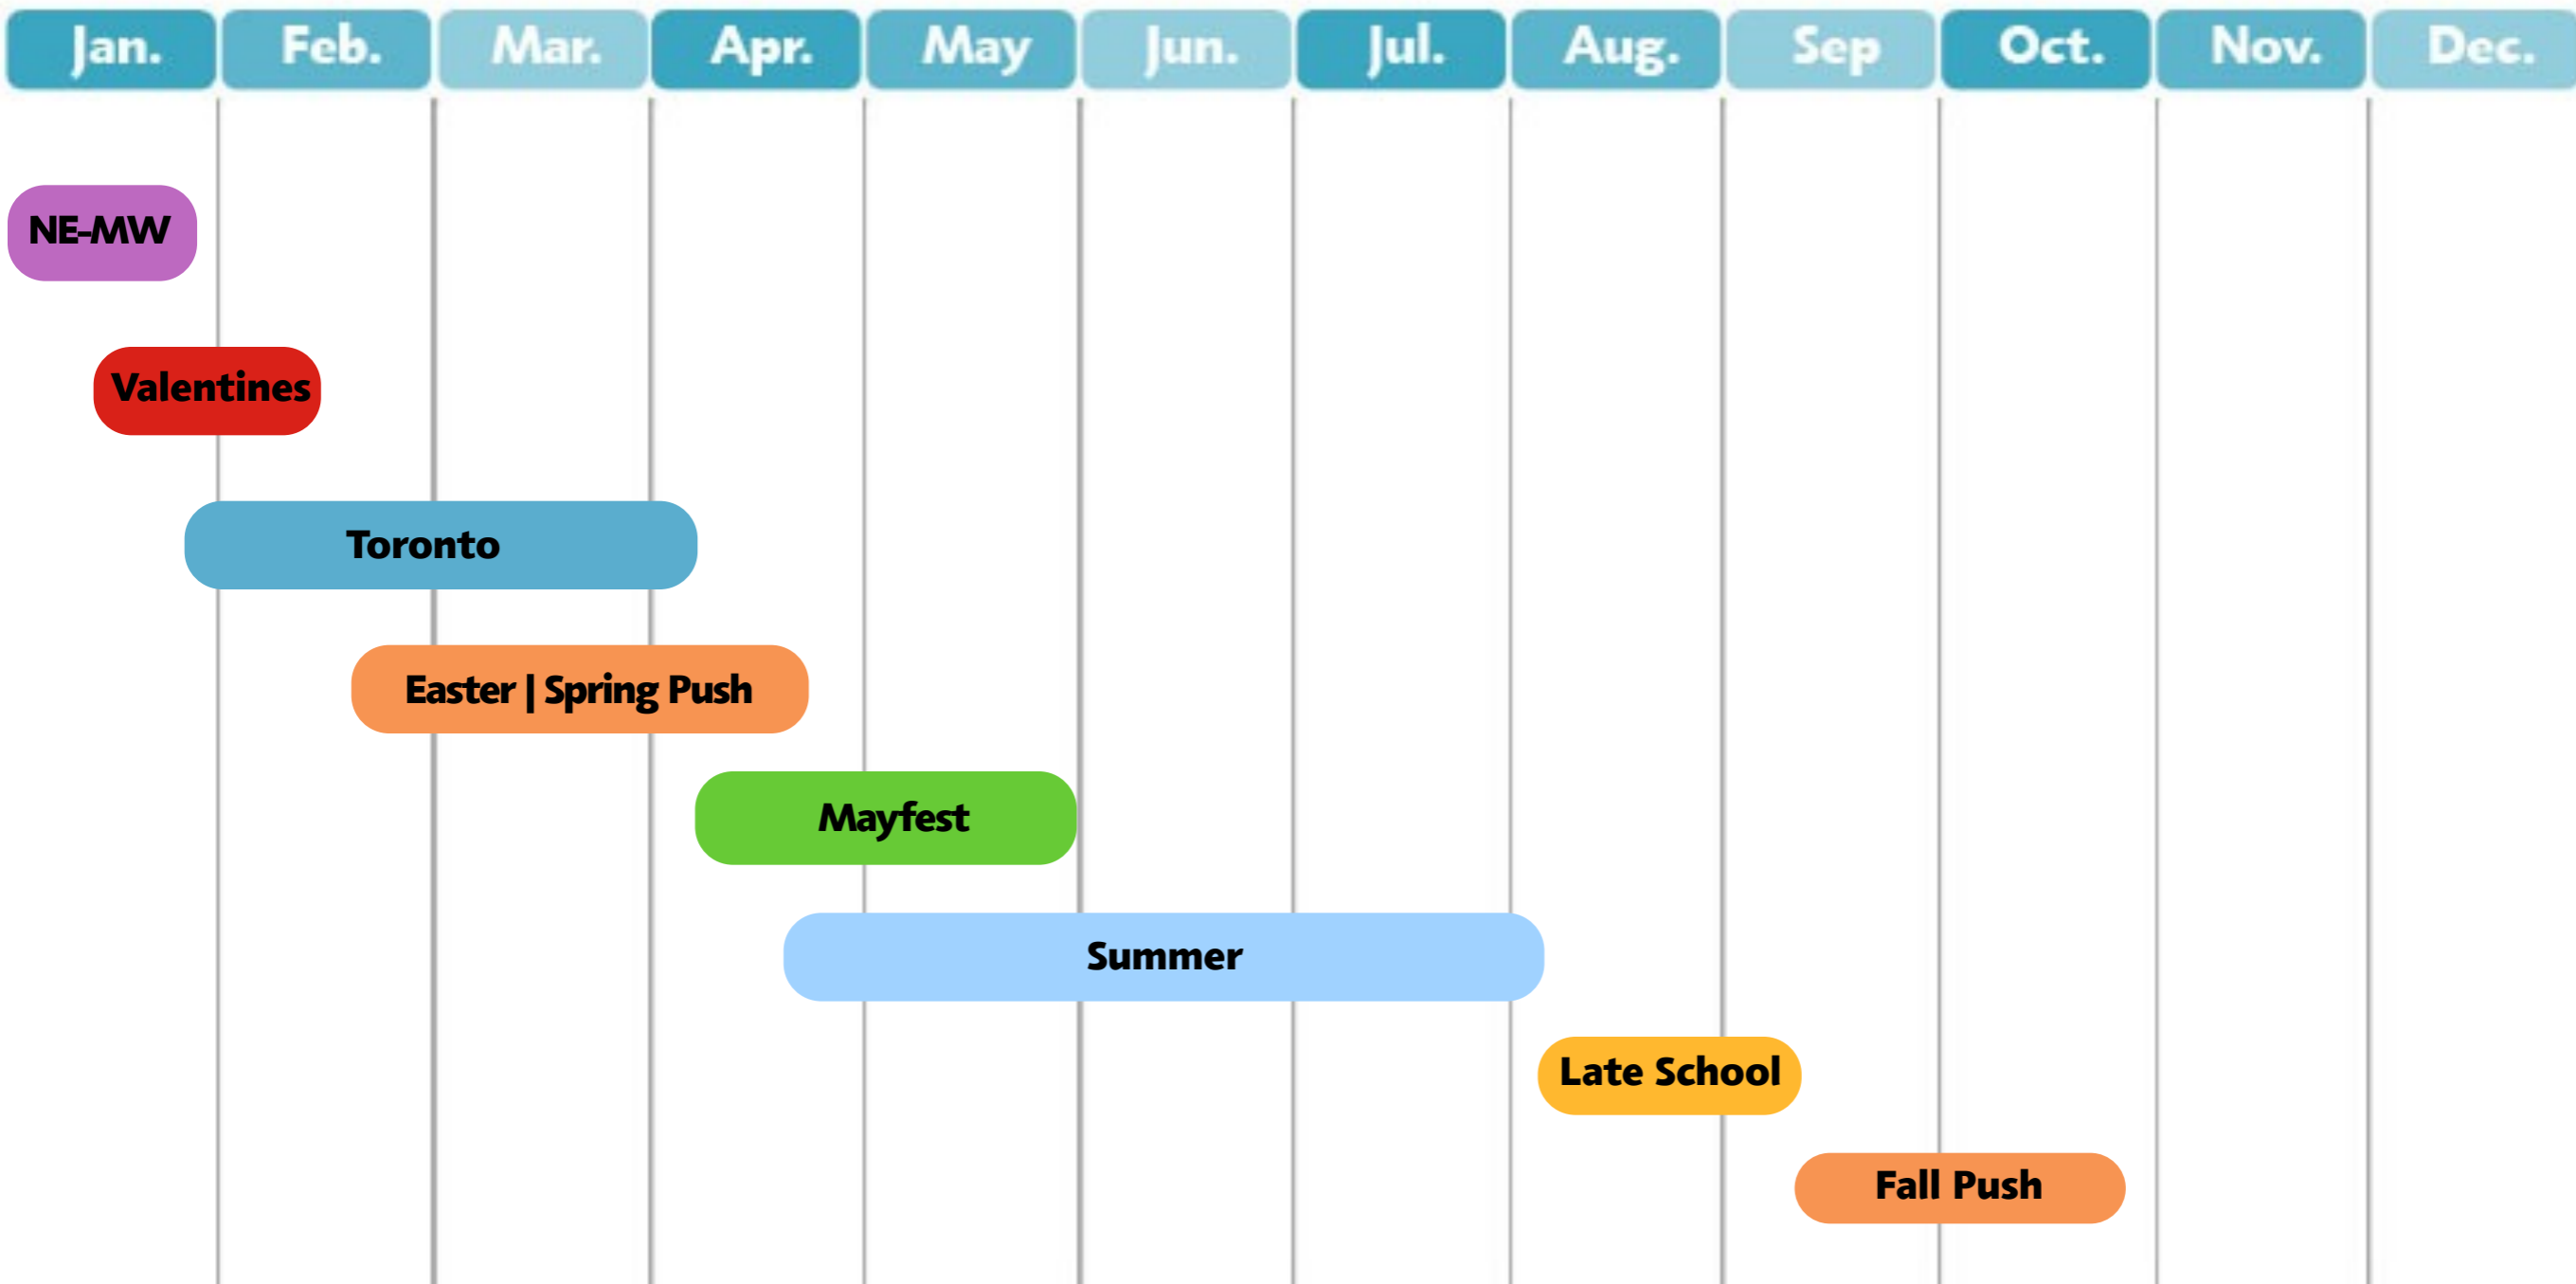 Jan. Feb. Mar. Apr. May Jun. Jul. Aug. Sep Oct. Nov. Dec.
NE-MW
Valentines
Toronto
Easter | Spring Push
Mayfest
Summer
Late School
Fall Push